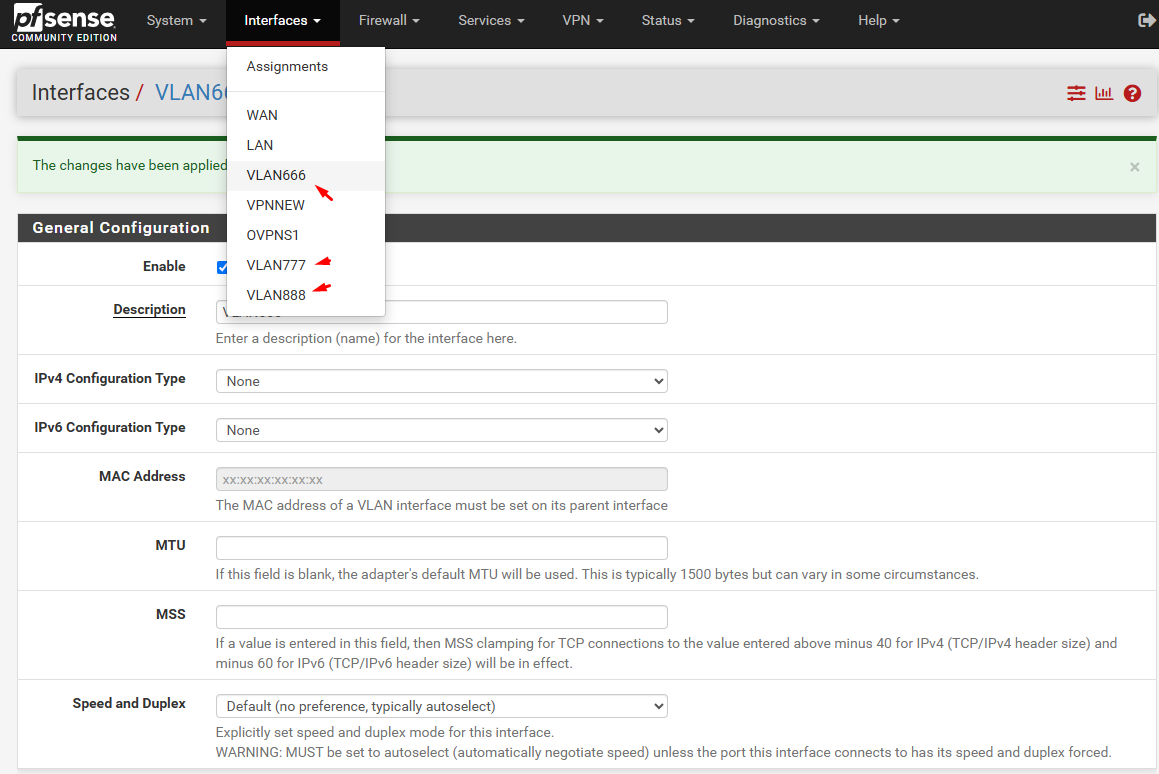 pfsense
COMMUNITY EDITION
System
Interfaces
Firewall
Services
VPN
Status
Diagnostics
Help
Interfaces / VLAN66
Assignments
WAN
LAN
VLAN666
VPNNEW
OVPNS1
VLAN777
VLAN888
The changes have been applied
×
General Configuration
Enable
Description
Enter a description (name) for the interface here.
IPv4 Configuration Type
None
IPv6 Configuration Type
None
MAC Address
xx:xx:xx:xx:xx:xx
The MAC address of a VLAN interface must be set on its parent interface
MTU
If this field is blank, the adapter's default MTU will be used. This is typically 1500 bytes but can vary in some circumstances.
MSS
If a value is entered in this field, then MSS clamping for TCP connections to the value entered above minus 40 for IPv4 (TCP/IPv4 header size) and
minus 60 for IPv6 (TCP/IPv6 header size) will be in effect.
Speed and Duplex
Default (no preference, typically autoselect)
Explicitly set speed and duplex mode for this interface.
WARNING: MUST be set to autoselect (automatically negotiate speed) unless the port this interface connects to has its speed and duplex forced.